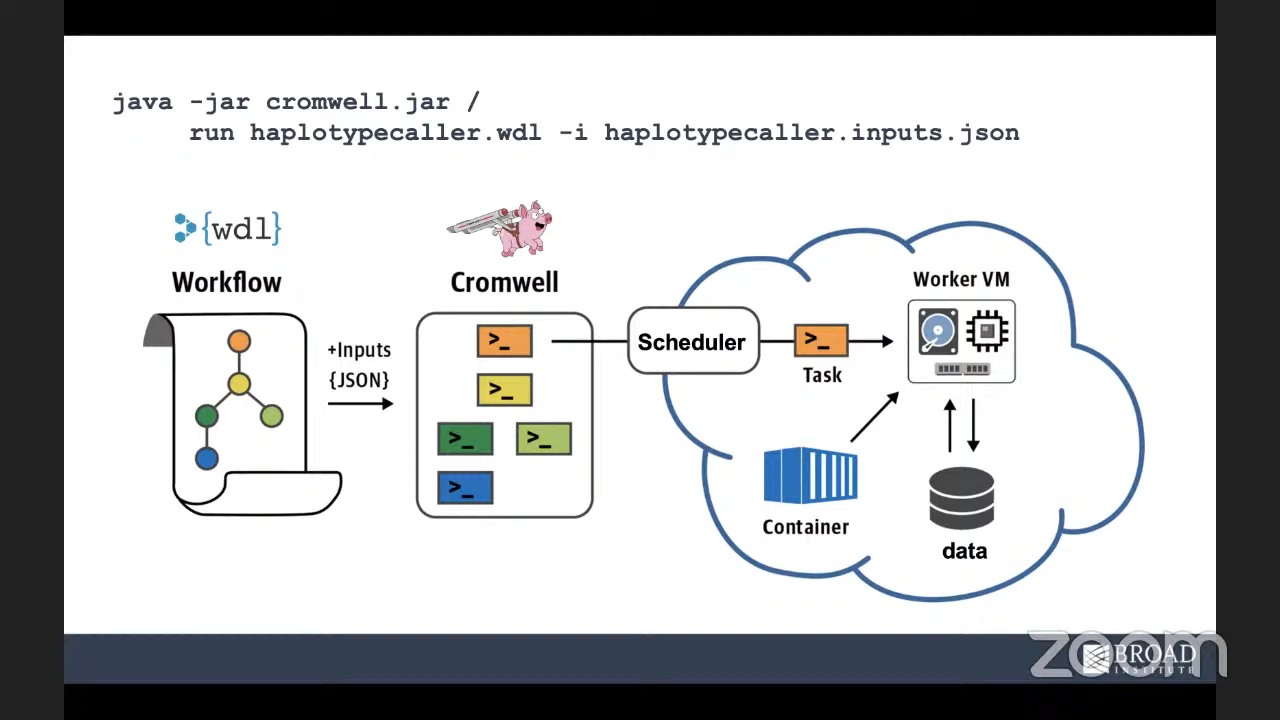 java -jar cromwell.jar /
run haplotypecaller.wdl -i haplotypecaller.inputs.json
{wdl}
Workflow
+Inputs
{JSON}
Cromwell
>_
>_
>_ >_
>_
Scheduler
>_
Task
Worker VM
Container
data
zoom
BROAD
INSTITUTE